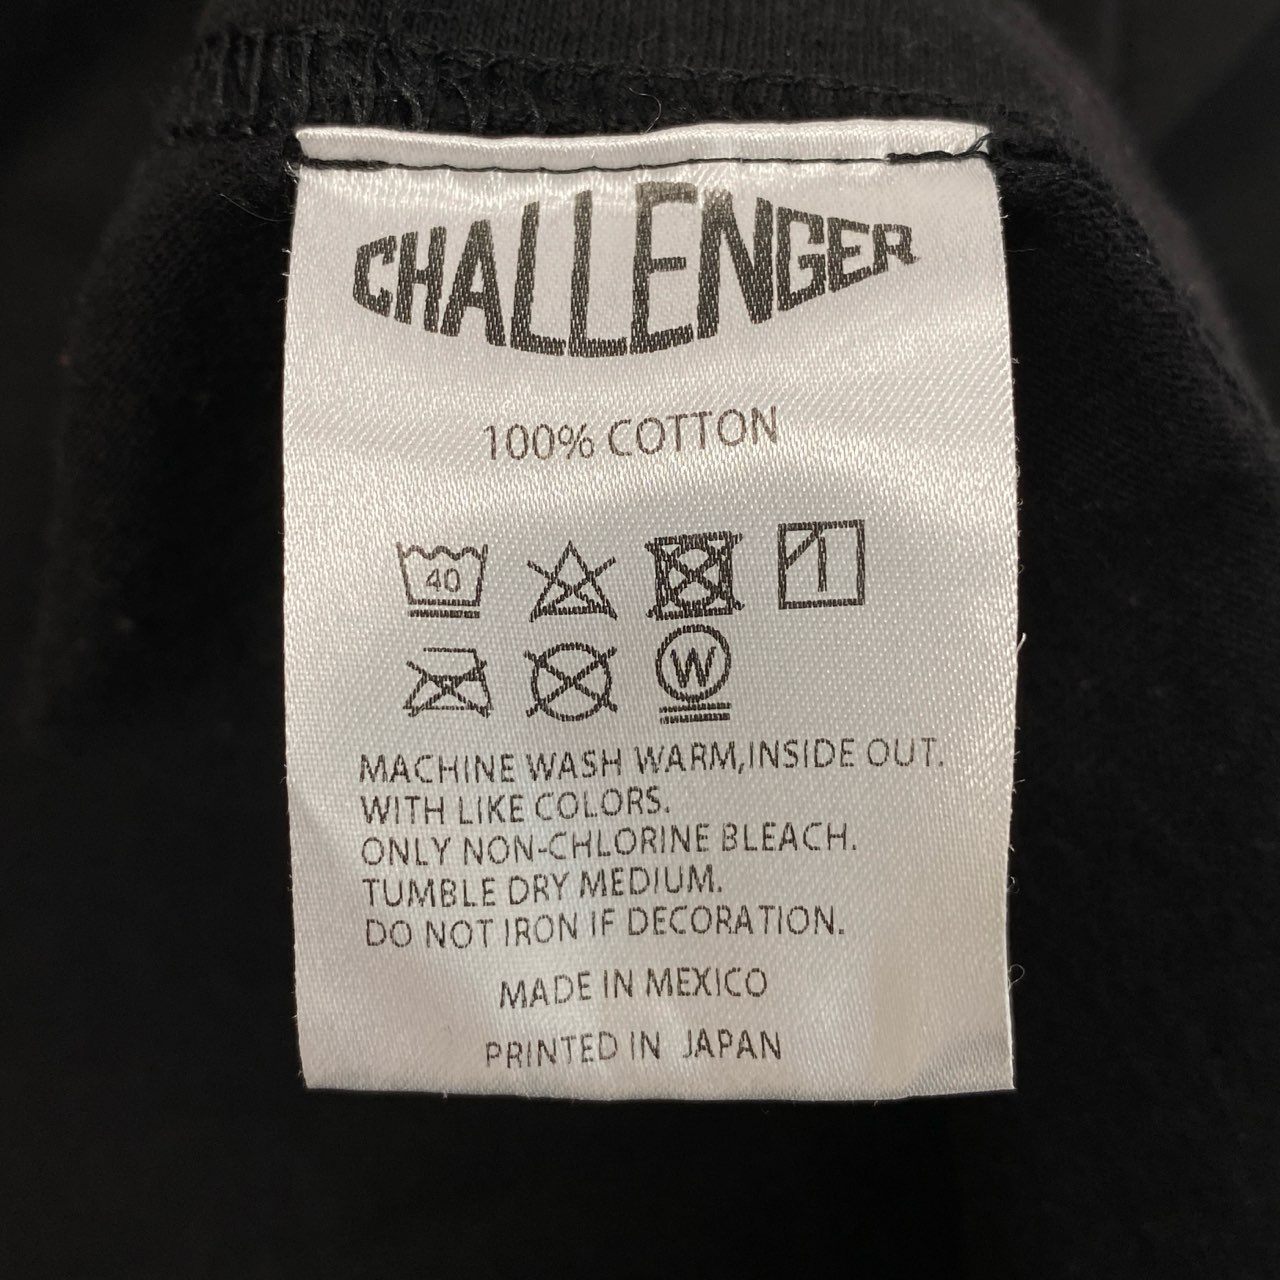 CHALLENGER
100% COTTON
40
W
MACHINE WASH WARM,INSIDE OUT.
WITH LIKE COLORS.
ONLY NON-CHLORINE BLEACH.
TUMBLE DRY MEDIUM.
DO NOT IRON IF DECORATION.
MADE IN MEXICO
PRINTED IN JAPAN